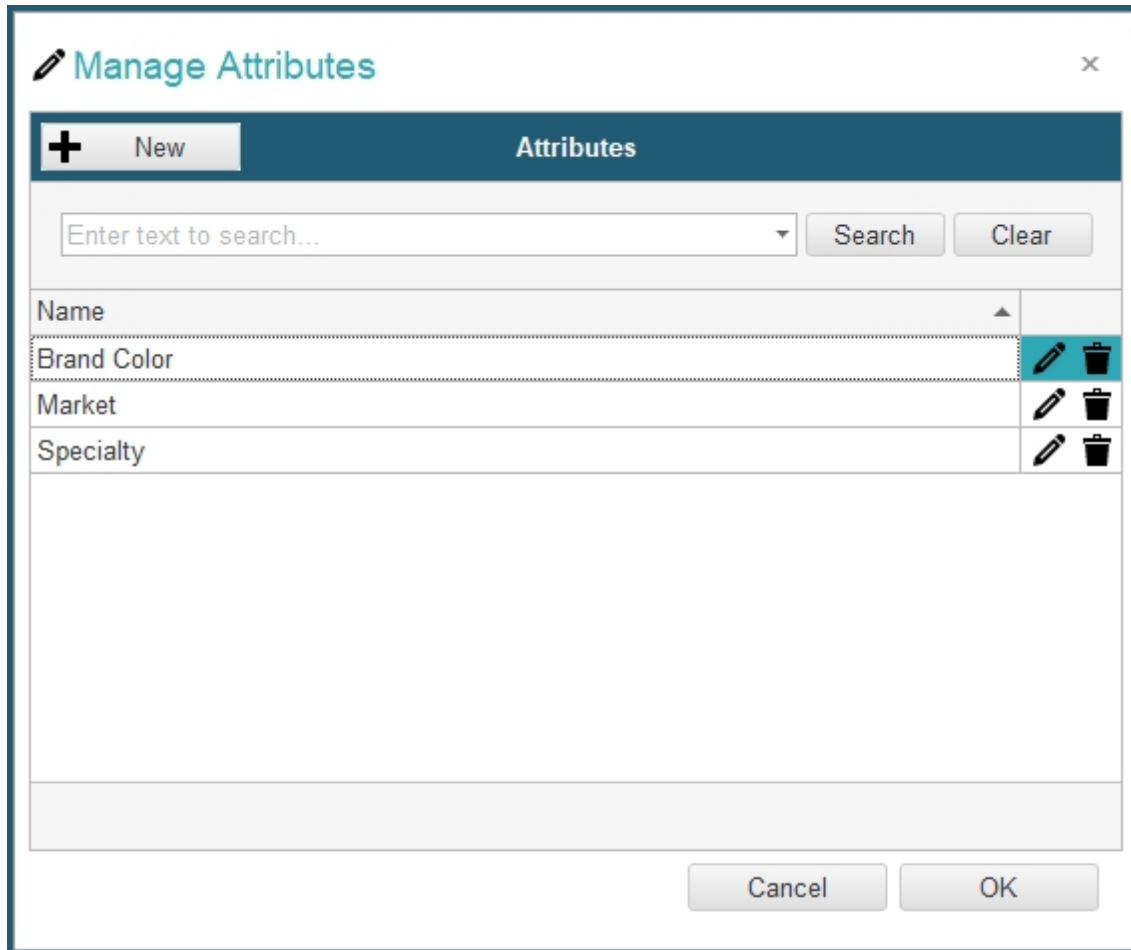 Manage Attributes
New Attributes
Enter text to search... Search Clear
Name
Brand Color
Market
Specialty
Cancel OK